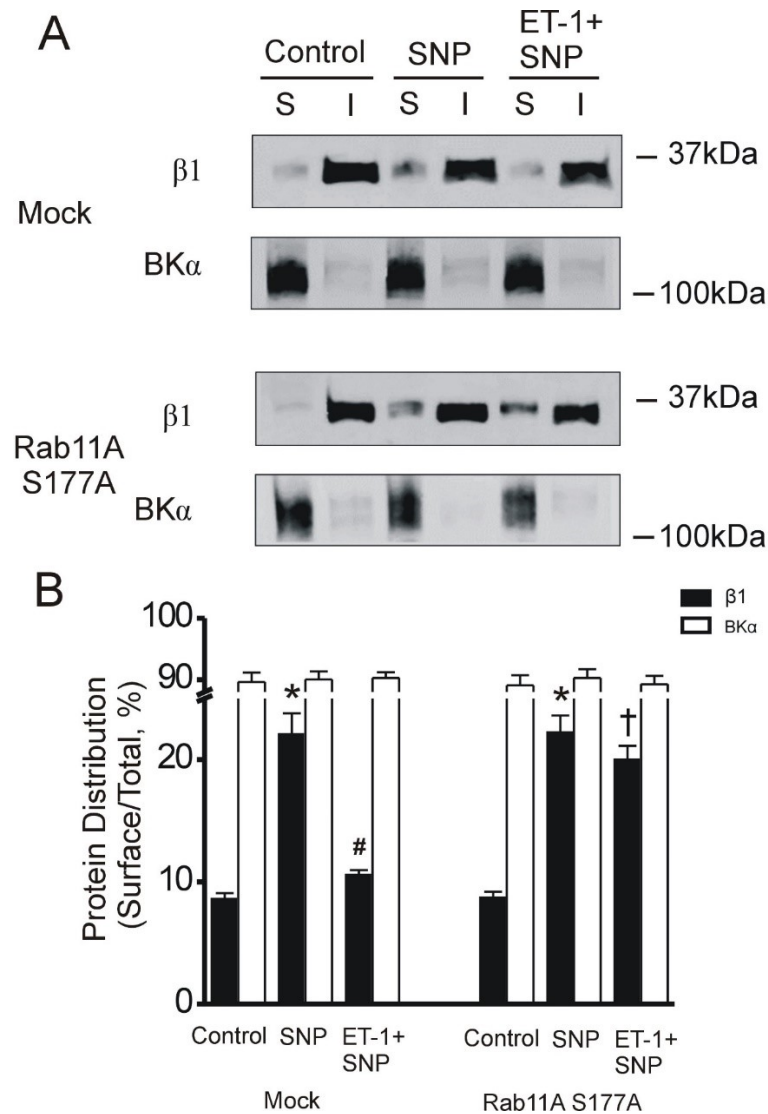 A
Control SNP ET-1+
SNP
S I S I S I
Mock
β1 – 37kDa
BKα – 100kDa
Rab11A
S177A
β1 – 37kDa
BKα – 100kDa
B
β1
BKα
Protein Distribution
(Surface/Total, %)
100
90
20
10
0
* # * †
Control SNP ET-1+
SNP
Control SNP ET-1+
SNP
Mock Rab11A S177A